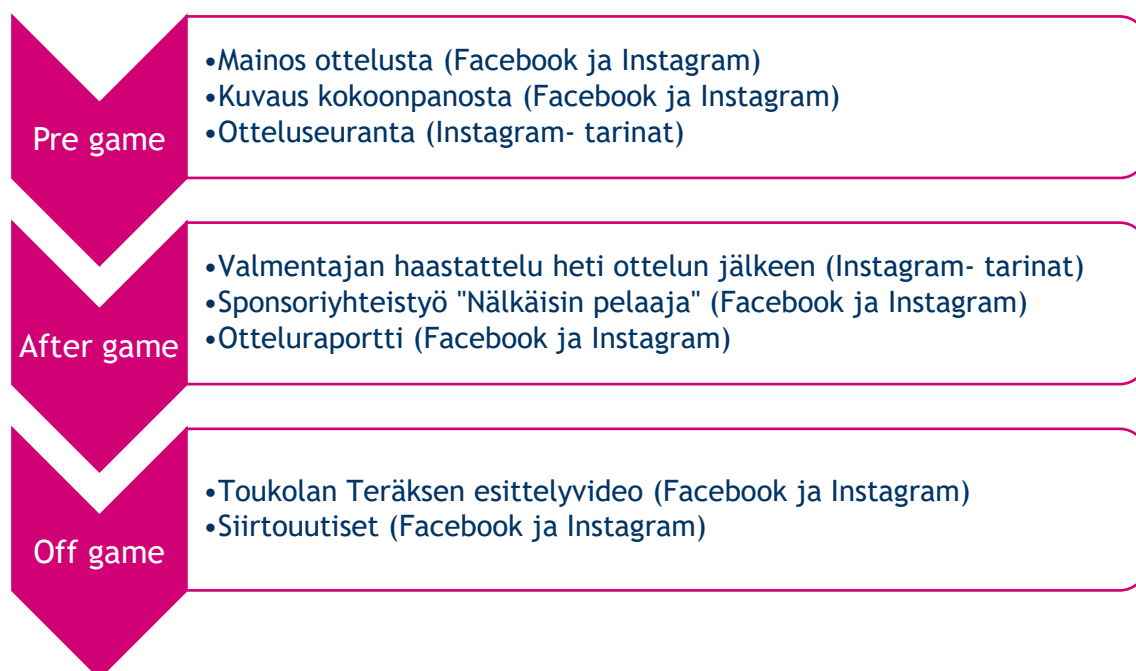 Pre game
•Mainos ottelusta (Facebook ja Instagram)
•Kuvaus kokoonpanosta (Facebook ja Instagram)
•Otteluseuranta (Instagram- tarinat)
After game
•Valmentajan haastattelu heti ottelun jälkeen (Instagram- tarinat)
•Sponsoriyhteistyö "Nälkäisin pelaaja" (Facebook ja Instagram)
•Otteluraportti (Facebook ja Instagram)
Off game
•Toukolan Teräksen esittelyvideo (Facebook ja Instagram)
•Siirtouutiset (Facebook ja Instagram)